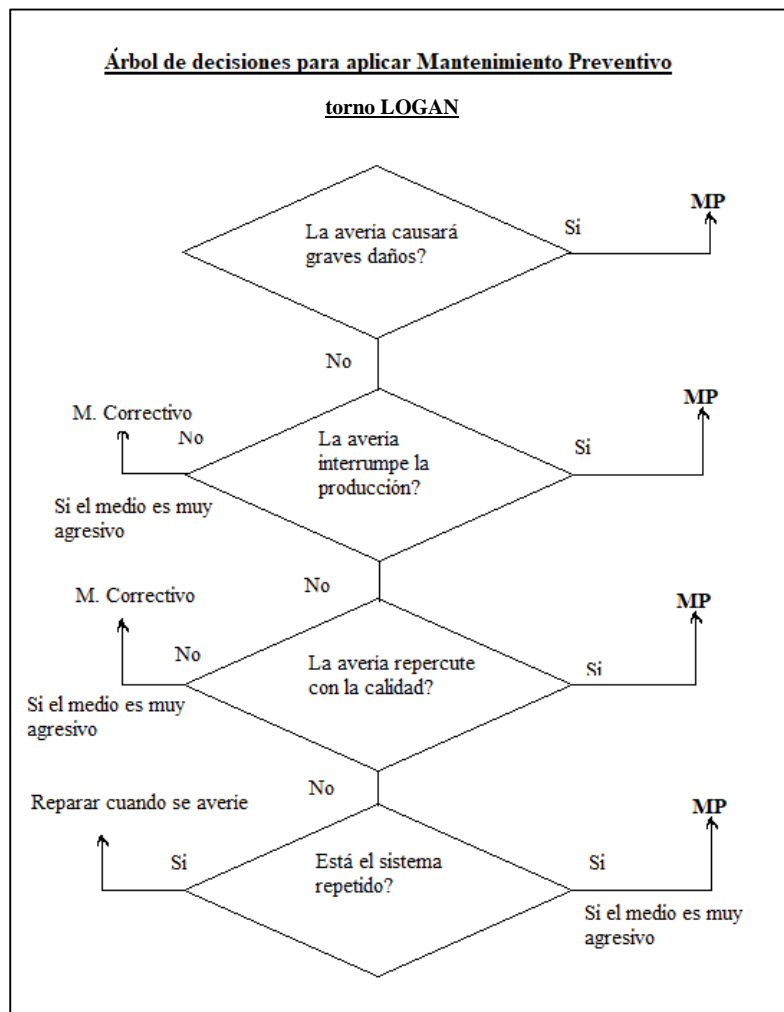 Árbol de decisiones para aplicar Mantenimiento Preventivo
torno LOGAN
La avería causará
graves daños?
Si
MP
No
M. Correctivo
No
La avería
interrumpe la
producción?
Si
MP
Si el medio es muy
agresivo
No
M. Correctivo
No
La avería repercute
con la calidad?
Si
MP
Si el medio es muy
agresivo
No
Reparar cuando se averie
Si
Está el sistema
repetido?
Si
MP
Si el medio es muy
agresivo